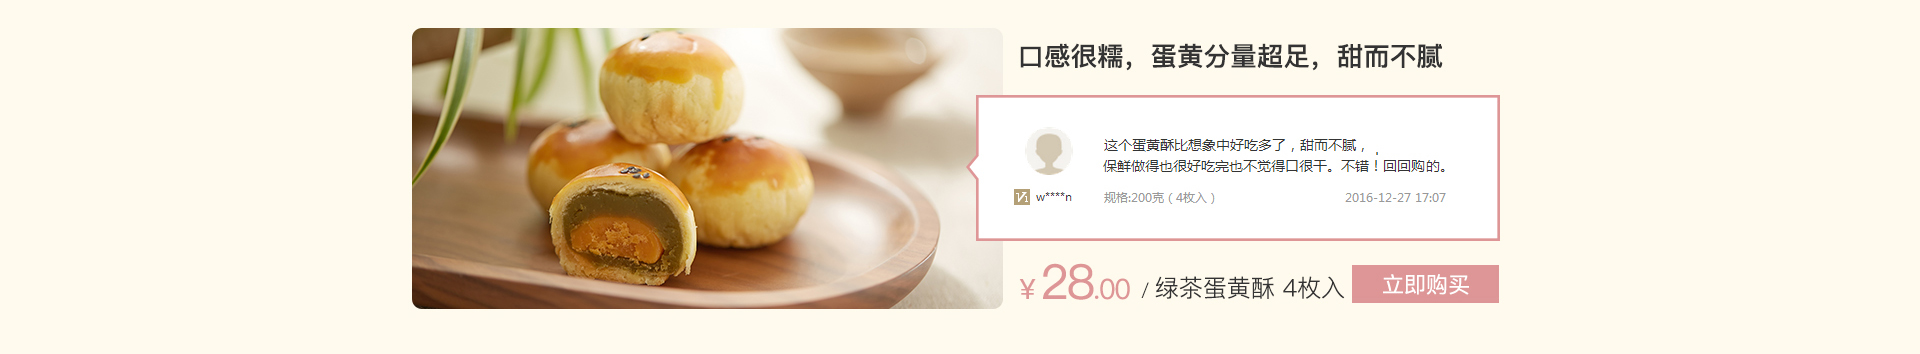 口感很糯，蛋黄分量超足，甜而不腻
这个蛋黄酥比想象中好吃多了，甜而不腻，
保鲜做得也很好吃完也不觉得口很干。不错！回回购的。
V1 w****n 规格:200克（4枚入） 2016-12-27 17:07
¥28.00 / 绿茶蛋黄酥 4枚入 立即购买